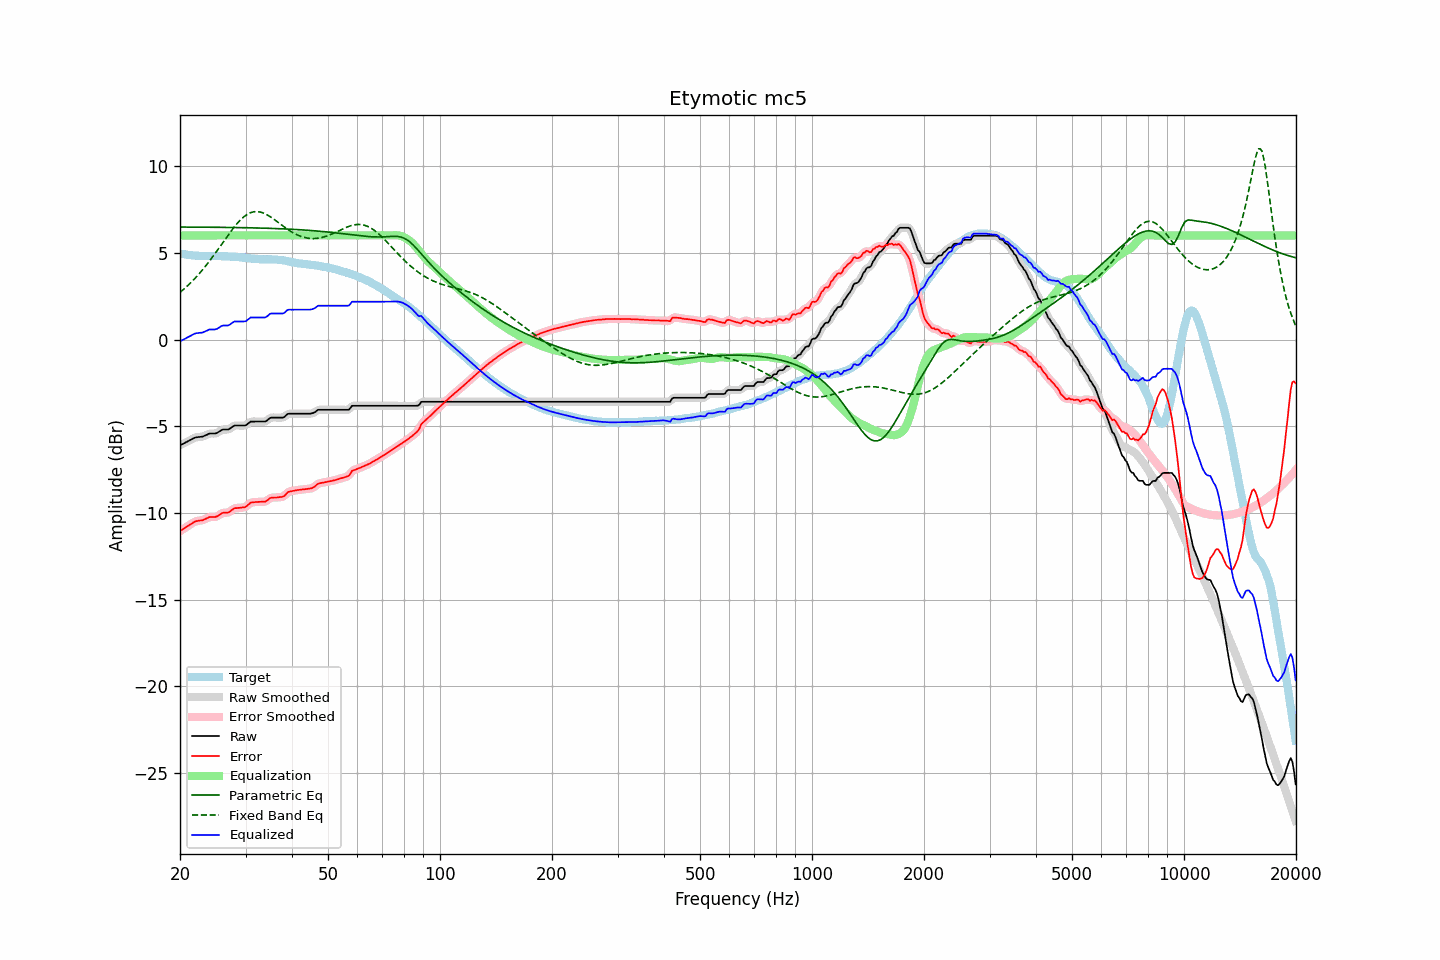 Etymotic mc5
Amplitude (dBr)
10
5
0
−5
−10
−15
−20
−25
Target
Raw Smoothed
Error Smoothed
Raw
Error
Equalization
Parametric Eq
Fixed Band Eq
Equalized
20 50 100 200 500 1000 2000 5000 10000 20000
Frequency (Hz)